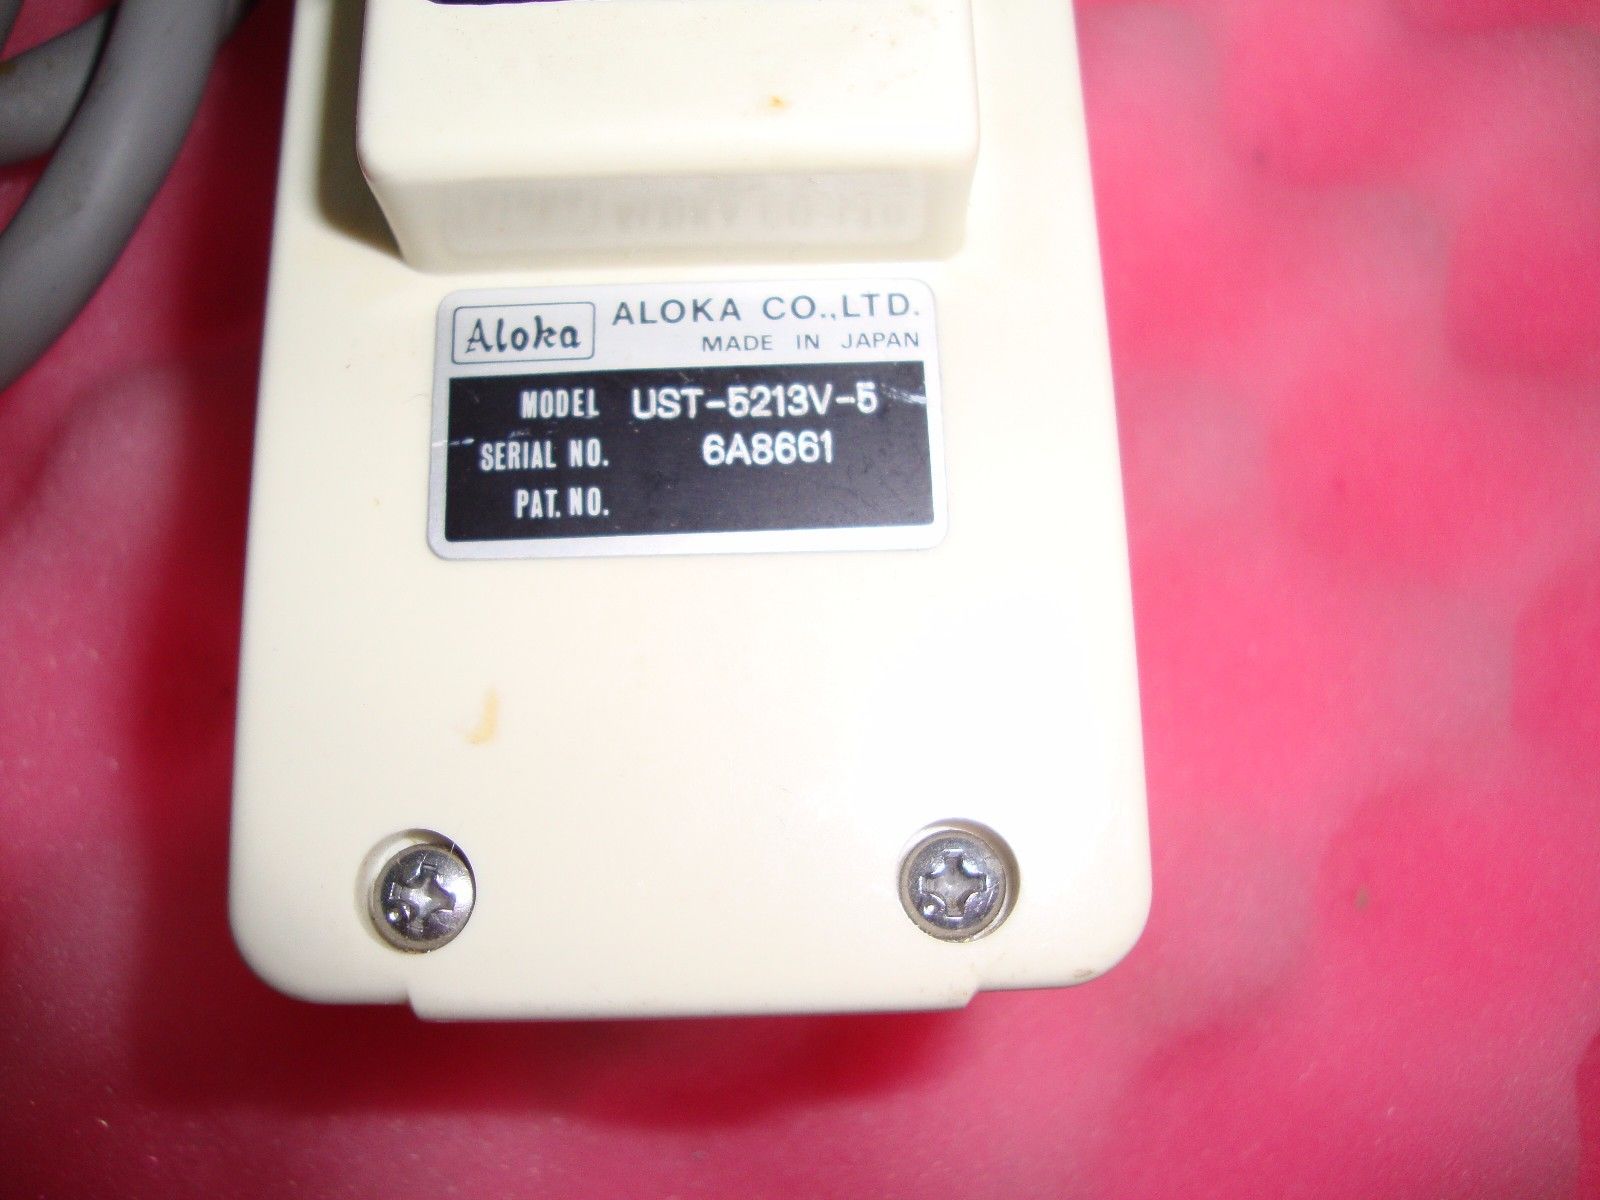 Aloka
ALOKA CO.,LTD.
MADE IN JAPAN
MODEL UST-5213V-5
SERIAL NO. 6A8661
PAT. NO.